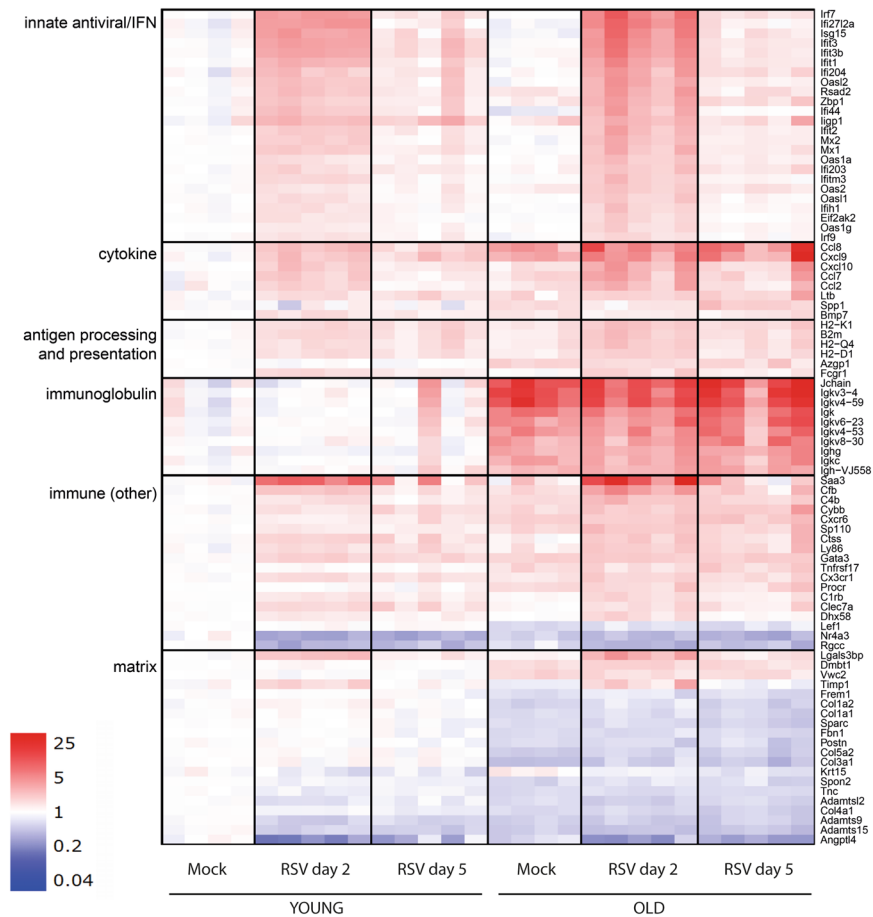 innate antiviral/IFN
Irf7
Ifi27l2a
Isg15
Ifit3
Ifit3b
Ifit1
Ifi204
Oasl2
Rsad2
Zbp1
Ifi44
Iigp1
Ifit2
Mx2
Mx1
Oas1a
Ifi203
Ifitm3
Oas2
Oasl1
Ifih1
Eif2ak2
Oas1g
Irf9
cytokine
Ccl8
Cxcl9
Cxcl10
Ccl7
Ccl2
Ltb
Spp1
Bmp7
antigen processing
and presentation
H2−K1
B2m
H2−Q4
H2−D1
Azgp1
Fcgr1
immunoglobulin
Jchain
Igkv3−4
Igkv4−59
Igk
Igkv6−23
Igkv4−53
Igkv8−30
Ighg
Igkc
Igh−VJ558
immune (other)
Saa3
Cfb
C4b
Cybb
Cxcr6
Sp110
Ctss
Ly86
Gata3
Tnfrsf17
Cx3cr1
Procr
C1rb
Clec7a
Dhx58
Lef1
Nr4a3
Rgcc
matrix
Lgals3bp
Dmbt1
Vwc2
Timp1
Frem1
Col1a2
Col1a1
Sparc
Fbn1
Postn
Col5a2
Col3a1
Krt15
Spon2
Tnc
Adamtsl2
Col4a1
Adamts9
Adamts15
Angptl4
25
5
1
0.2
0.04
Mock RSV day 2 RSV day 5 Mock RSV day 2 RSV day 5
YOUNG OLD